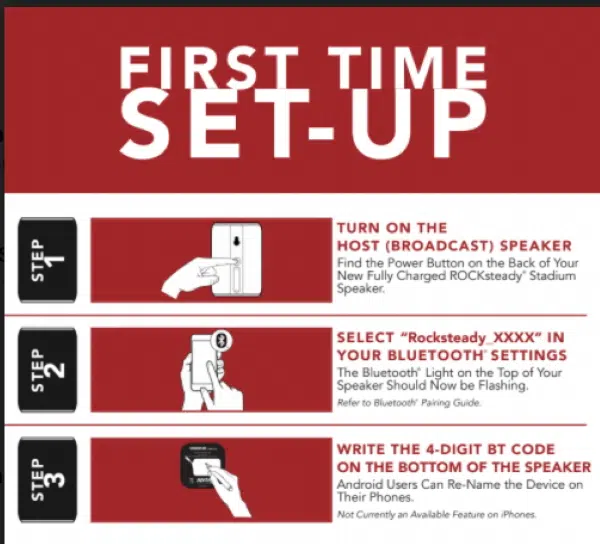 FIRST TIME
SET-UP
STEP 1
TURN ON THE
HOST (BROADCAST) SPEAKER
Find the Power Button on the Back of Your
New Fully Charged ROCKsteady® Stadium
Speaker.
STEP 2
SELECT “Rocksteady_XXXX” IN
YOUR BLUETOOTH® SETTINGS
The Bluetooth® Light on the Top of Your
Speaker Should Now be Flashing.
Refer to Bluetooth® Pairing Guide.
STEP 3
WRITE THE 4-DIGIT BT CODE
ON THE BOTTOM OF THE SPEAKER
Android Users Can Re-Name the Device on
Their Phones.
Not Currently an Available Feature on iPhones.